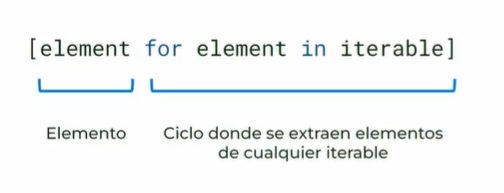 [element for element in iterable]
Elemento
Ciclo donde se extraen elementos
de cualquier iterable